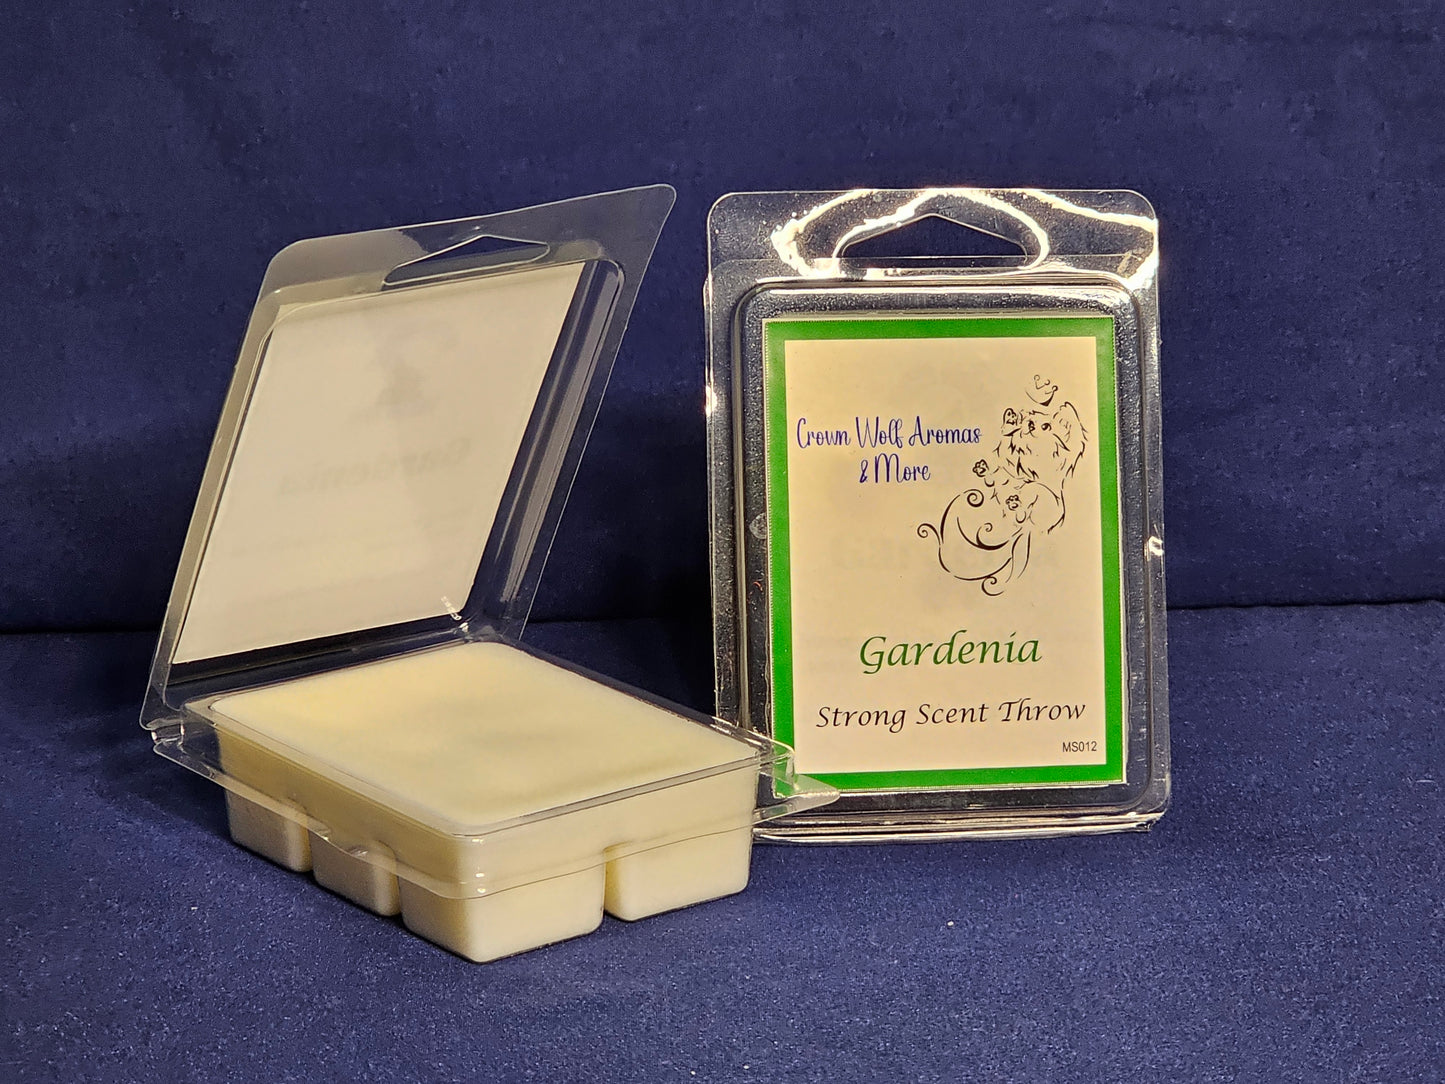 Crown Wolf Aromas
& More
Gardenia
Strong Scent Throw
MS012